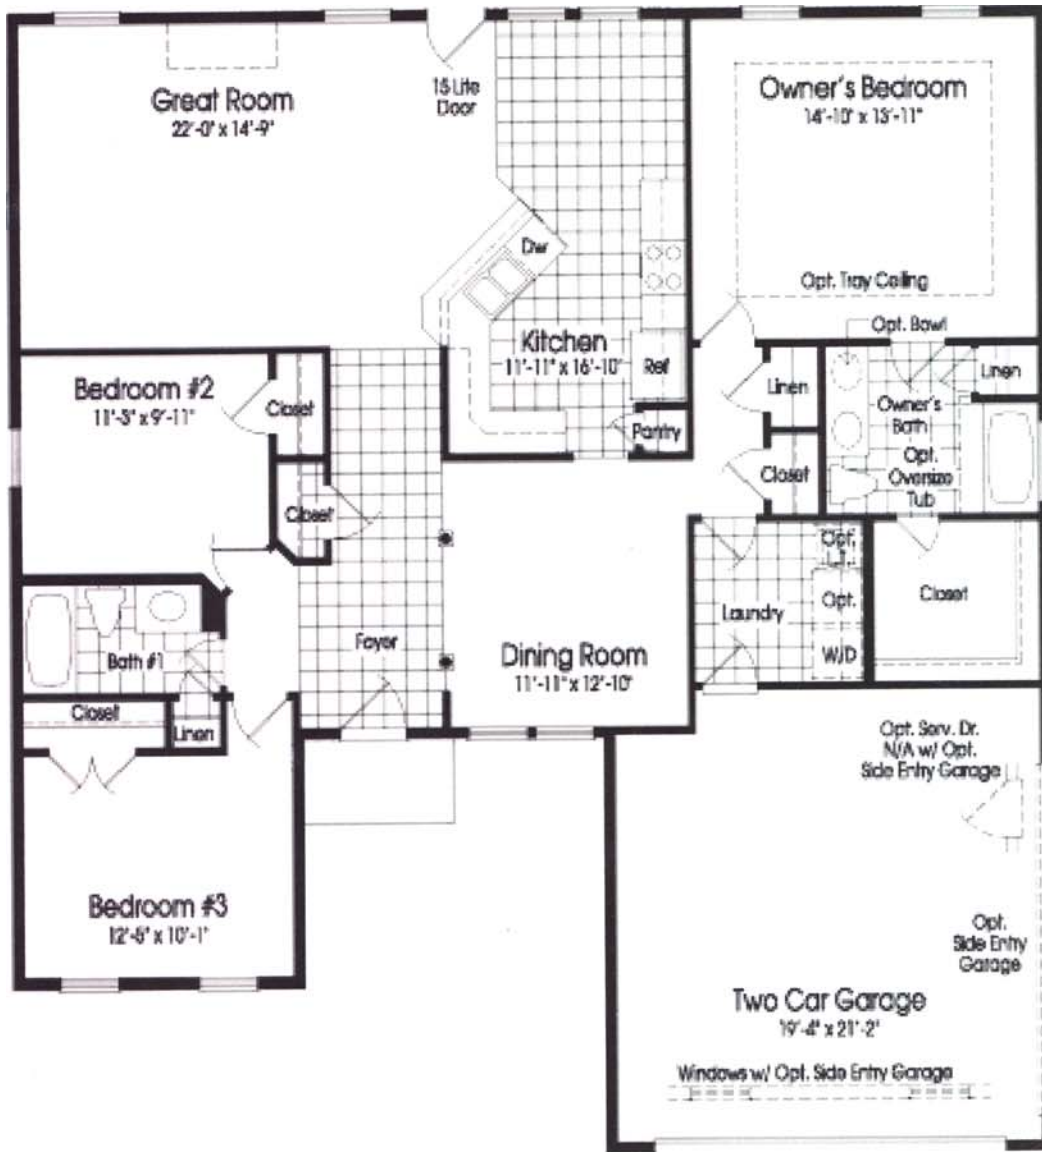 Great Room
22'-0" x 14'-9"
15 Lite
Door
Owner's Bedroom
14'-10" x 13'-11"
Opt. Tray Ceiling
Dw
Kitchen
11'-11" x 16'-10"
Ref
Pantry
Opt. Bowl
Linen
Linen
Owner's
Bath
Opt.
Oversize
Tub
Closet
Bedroom #2
11'-3" x 9'-11"
Closet
Closet
Opt.
L.T.
Opt.
W/D
Laundry
Closet
Bath #1
Foyer
Dining Room
11'-11" x 12'-10"
Closet
Linen
Opt. Serv. Dr.
N/A w/ Opt.
Side Entry Garage
Bedroom #3
12'-5" x 10'-1"
Opt.
Side Entry
Garage
Two Car Garage
19'-4" x 21'-2"
Windows w/ Opt. Side Entry Garage